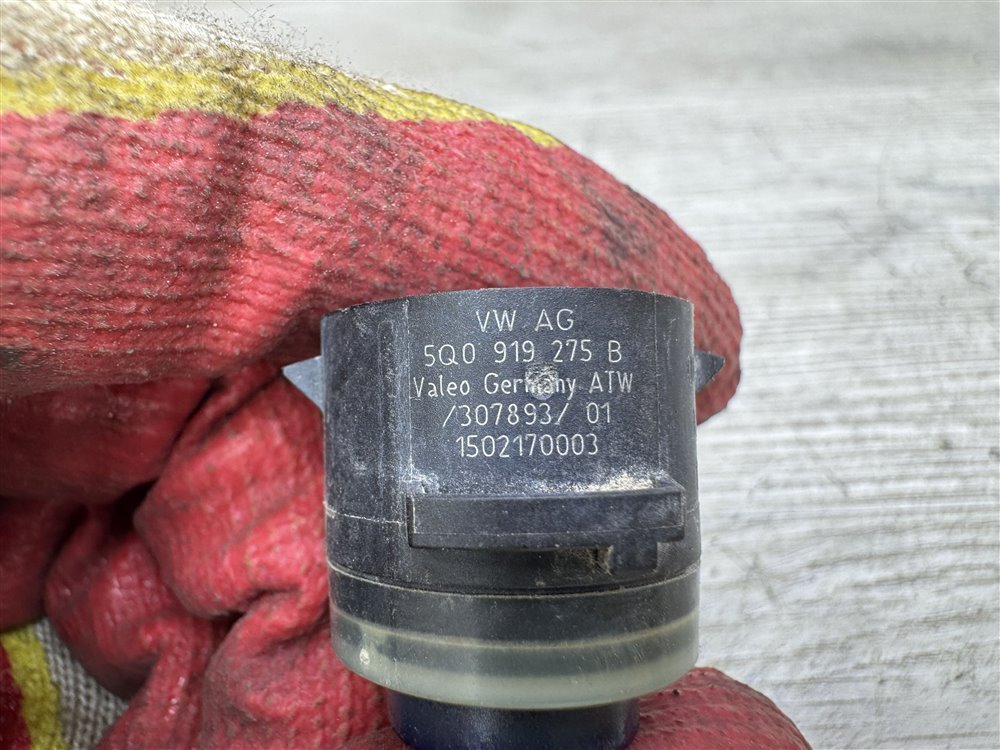 VW AG
5Q0 919 275 B
Valeo Germany ATW
/307893/ 01
1502170003